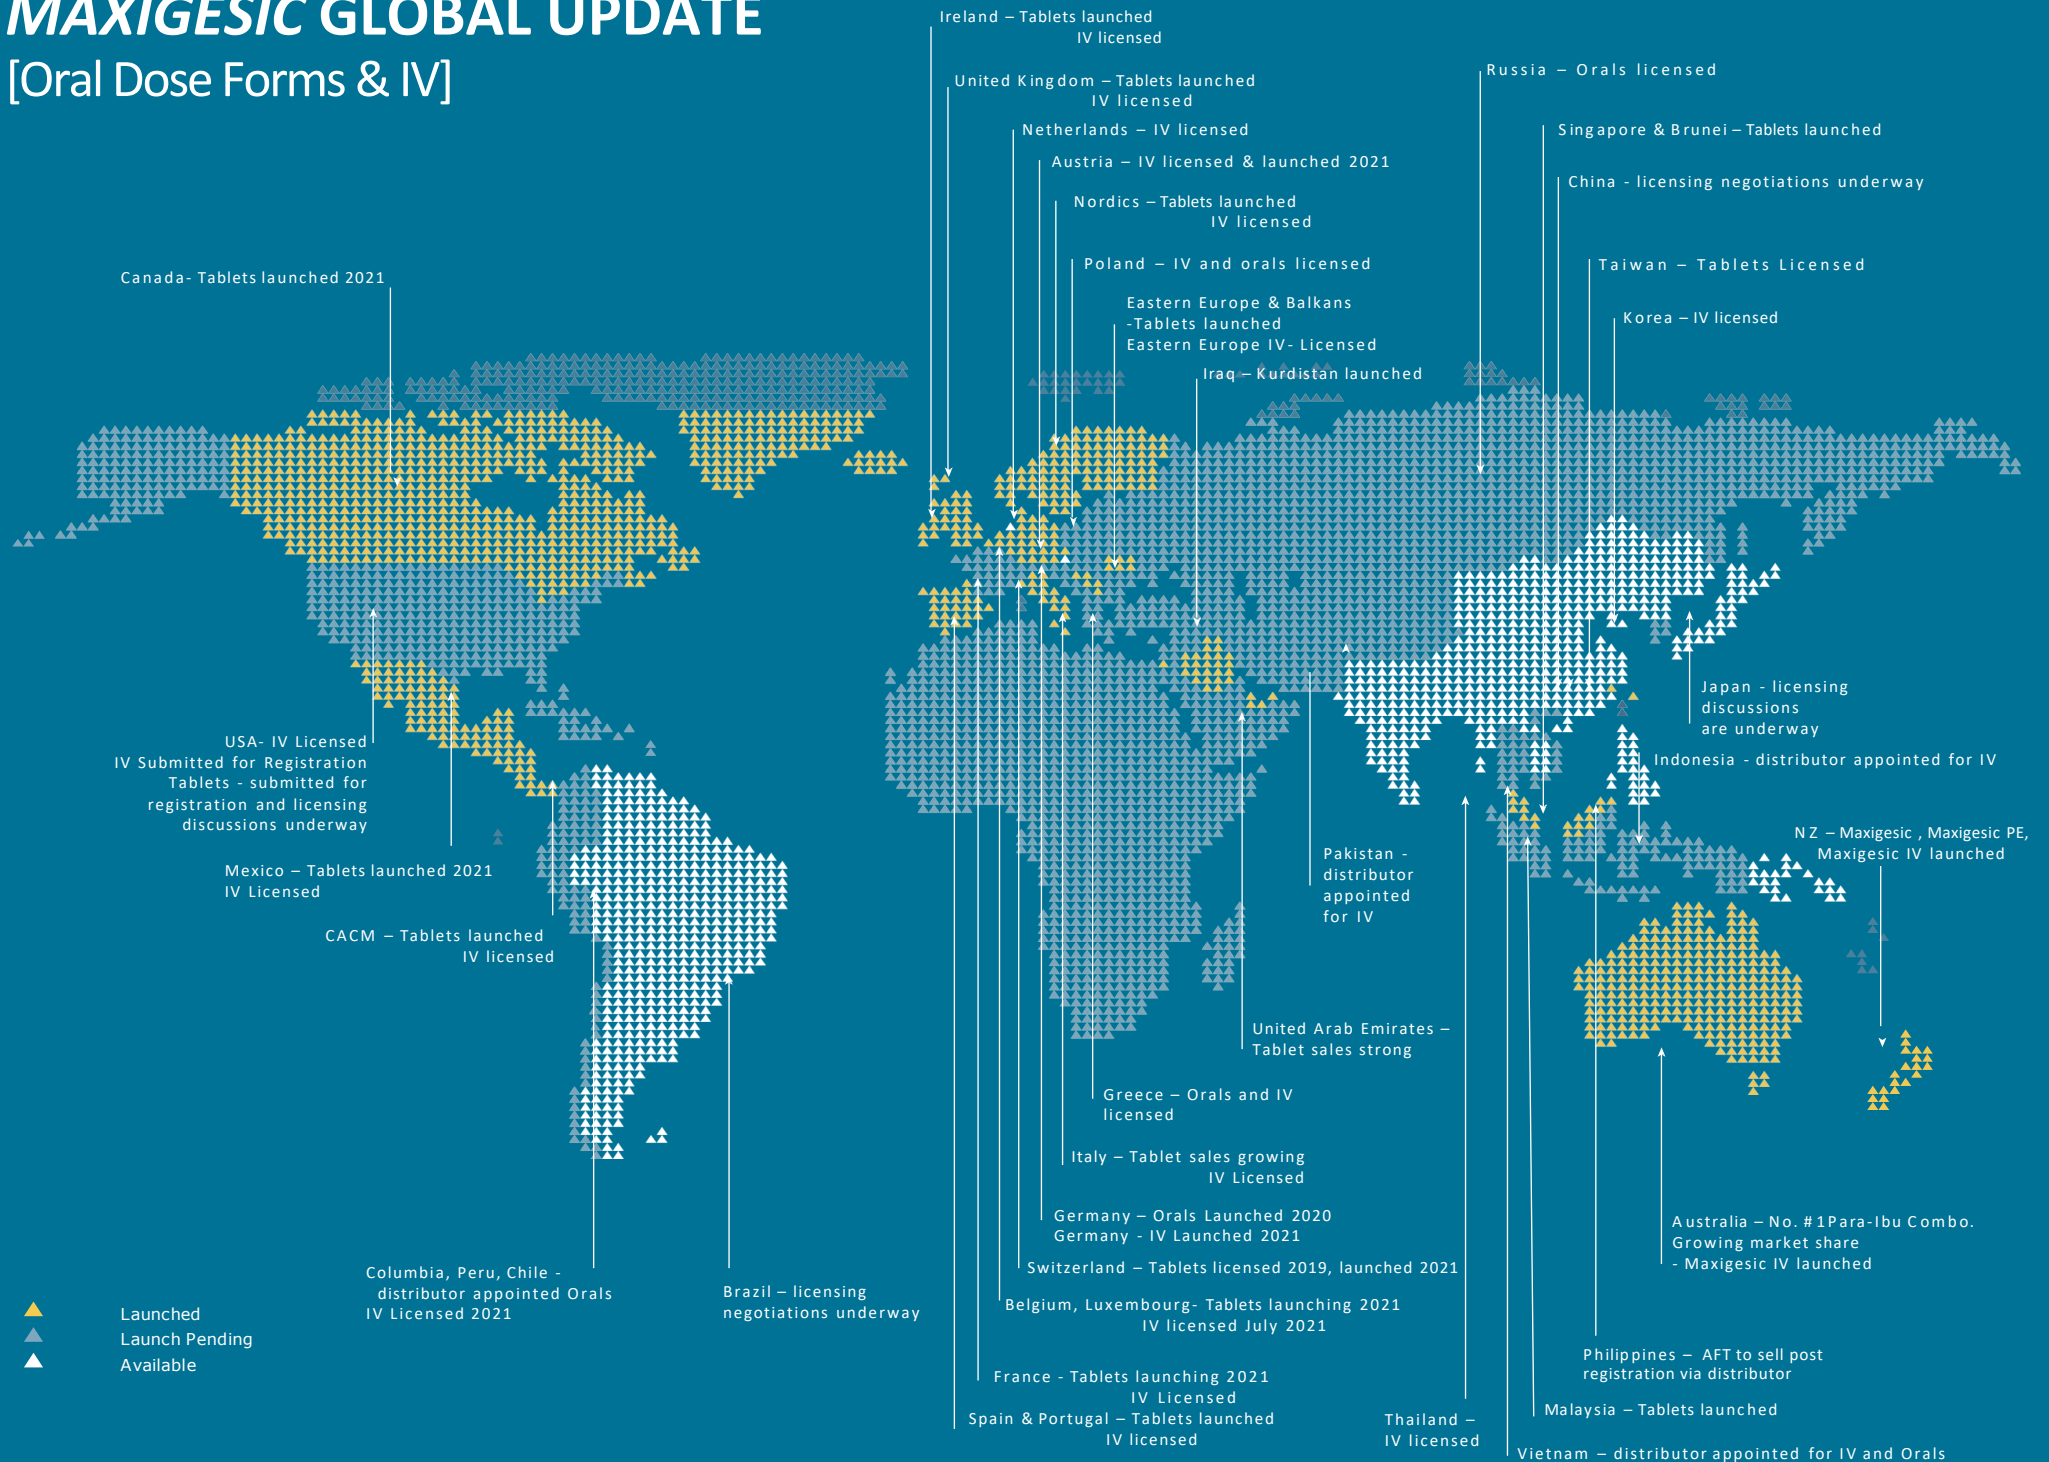 MAXIGESIC GLOBAL UPDATE
[Oral Dose Forms & IV]
Ireland – Tablets launched
IV licensed
United Kingdom – Tablets launched
IV licensed
Netherlands – IV licensed
Austria – IV licensed & launched 2021
Nordics – Tablets launched
IV licensed
Poland – IV and orals licensed
Eastern Europe & Balkans
-Tablets launched
Eastern Europe IV- Licensed
Iraq – Kurdistan launched
Russia – Orals licensed
Singapore & Brunei – Tablets launched
China - licensing negotiations underway
Taiwan – Tablets Licensed
Korea – IV licensed
Canada- Tablets launched 2021
USA- IV Licensed
IV Submitted for Registration
Tablets - submitted for
registration and licensing
discussions underway
Mexico – Tablets launched 2021
IV Licensed
CACM – Tablets launched
IV licensed
Columbia, Peru, Chile -
distributor appointed Orals
IV Licensed 2021
Brazil – licensing
negotiations underway
Japan - licensing
discussions
are underway
Indonesia - distributor appointed for IV
NZ – Maxigesic , Maxigesic PE,
Maxigesic IV launched
Pakistan -
distributor
appointed
for IV
United Arab Emirates –
Tablet sales strong
Greece – Orals and IV
licensed
Italy – Tablet sales growing
IV Licensed
Germany – Orals Launched 2020
Germany - IV Launched 2021
Switzerland – Tablets licensed 2019, launched 2021
Belgium, Luxembourg- Tablets launching 2021
IV licensed July 2021
France - Tablets launching 2021
IV Licensed
Spain & Portugal – Tablets launched
IV licensed
Thailand –
IV licensed
Australia – No. #1Para-Ibu Combo.
Growing market share
- Maxigesic IV launched
Philippines – AFT to sell post
registration via distributor
Malaysia – Tablets launched
Vietnam – distributor appointed for IV and Orals
Launched
Launch Pending
Available